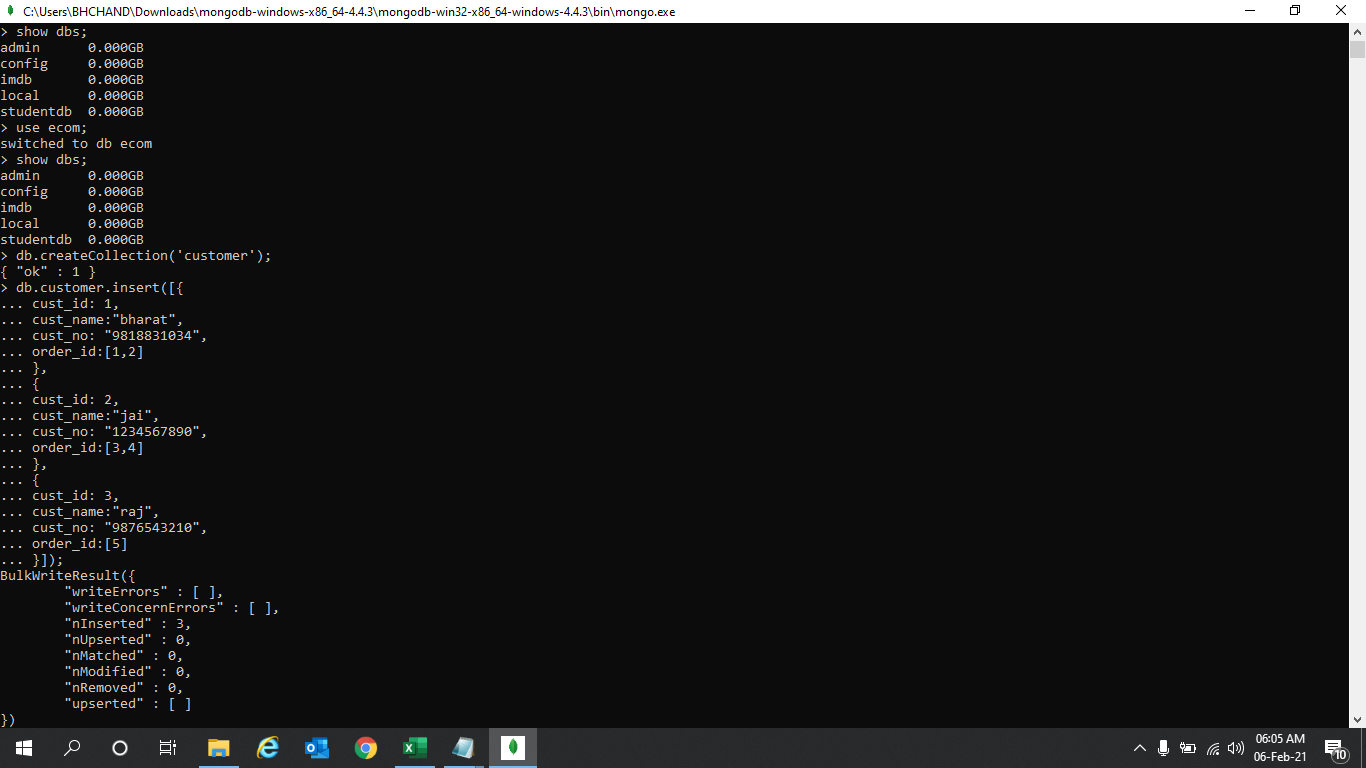 C:\Users\BHCHAND\Downloads\mongodb-windows-x86_64-4.4.3\mongodb-win32-x86_64-windows-4.4.3\bin\mongo.exe
> show dbs;
admin      0.000GB
config     0.000GB
imdb       0.000GB
local      0.000GB
studentdb  0.000GB
> use ecom;
switched to db ecom
> show dbs;
admin      0.000GB
config     0.000GB
imdb       0.000GB
local      0.000GB
studentdb  0.000GB
> db.createCollection('customer');
{ "ok" : 1 }
> db.customer.insert([{
... cust_id: 1,
... cust_name:"bharat",
... cust_no: "9818831034",
... order_id:[1,2]
... },
... {
... cust_id: 2,
... cust_name:"jai",
... cust_no: "1234567890",
... order_id:[3,4]
... },
... {
... cust_id: 3,
... cust_name:"raj",
... cust_no: "9876543210",
... order_id:[5]
... }]);
BulkWriteResult({
        "writeErrors" : [ ],
        "writeConcernErrors" : [ ],
        "nInserted" : 3,
        "nUpserted" : 0,
        "nMatched" : 0,
        "nModified" : 0,
        "nRemoved" : 0,
        "upserted" : [ ]
})
06:05 AM
06-Feb-21
10